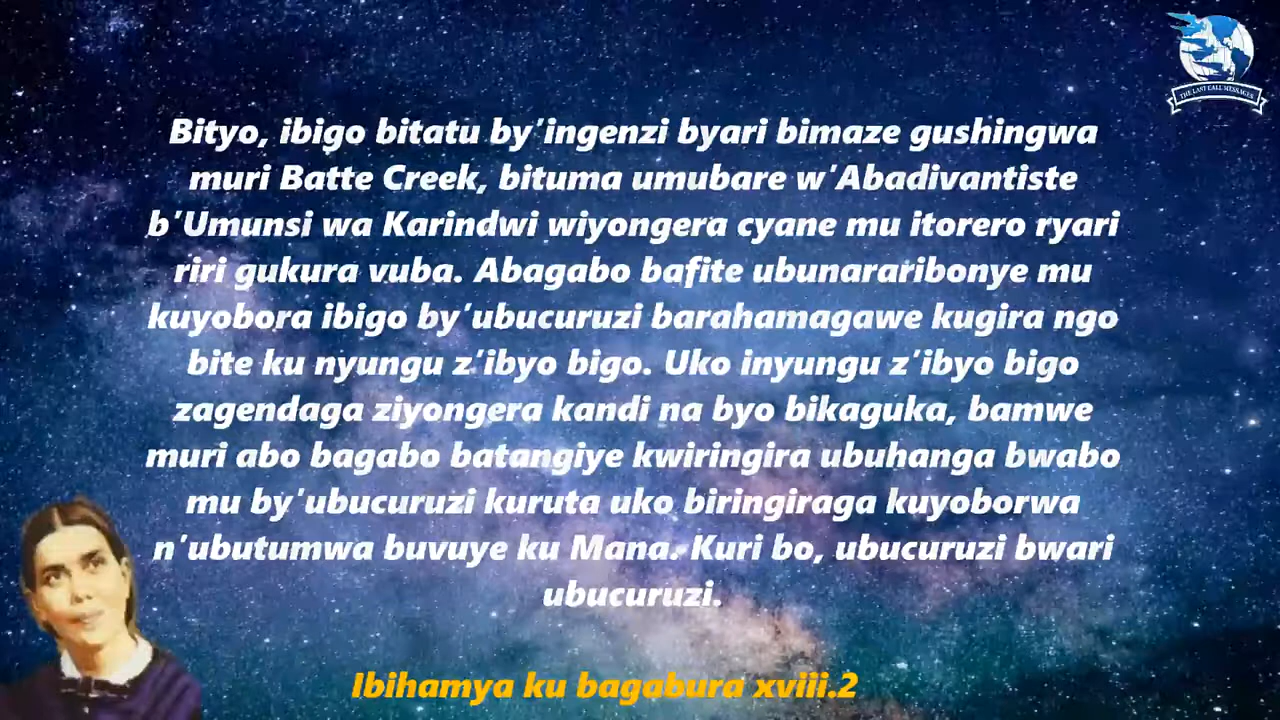 THE LAST CALL MESSAGES
Bityo, ibigo bitatu by'ingenzi byari bimaze gushingwa
muri Batte Creek, bituma umubare w'Abadivantiste
b'Umunsi wa Karindwi wiyongera cyane mu itorero ryari
riri gukura vuba. Abagabo bafite ubunararibonye mu
kuyobora ibigo by'ubucuruzi barahamagawe kugira ngo
bite ku nyungu z'ibyo bigo. Uko inyungu z'ibyo bigo
zagendaga ziyongera kandi na byo bikaguka, bamwe
muri abo bagabo batangiye kwiringira ubuhanga bwabo
mu by'ubucuruzi kuruta uko biringiraga kuyoborwa
n'ubutumwa buvuye ku Mana. Kuri bo, ubucuruzi bwari
ubucuruzi.
Ibihamya ku bagabura xviii.2